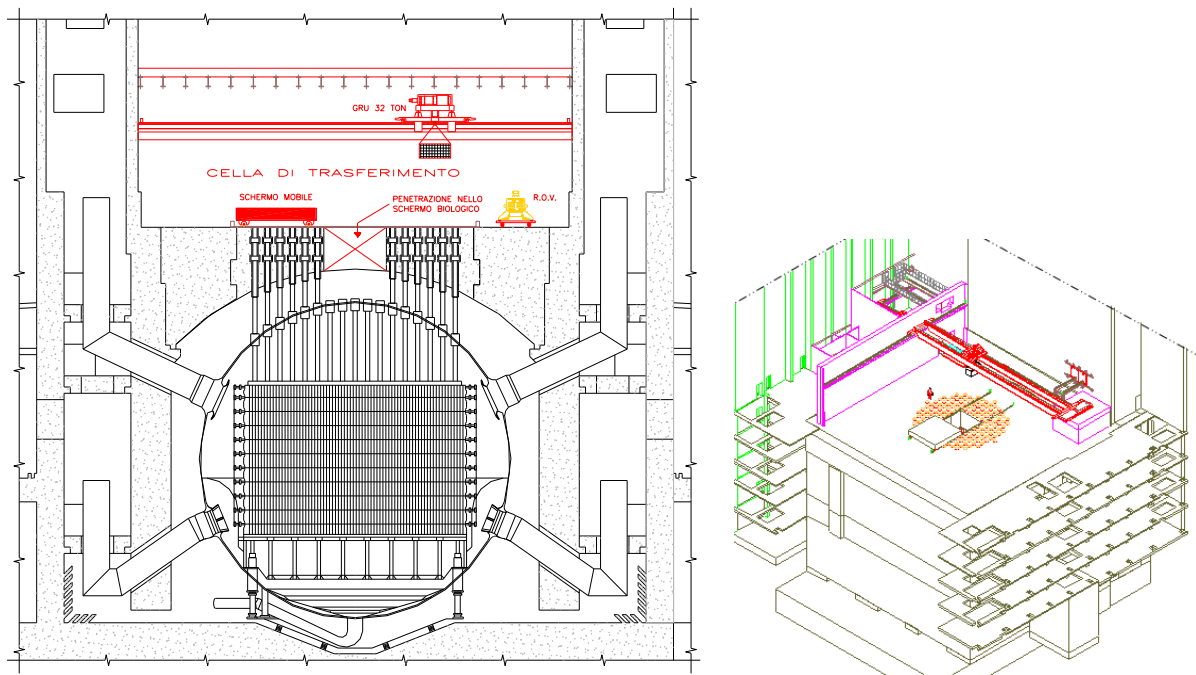 GRU 32 TON
CELLA DI TRASFERIMENTO
SCHERMO MOBILE
PENETRAZIONE NELLO
SCHERMO BIOLOGICO
R.O.V.